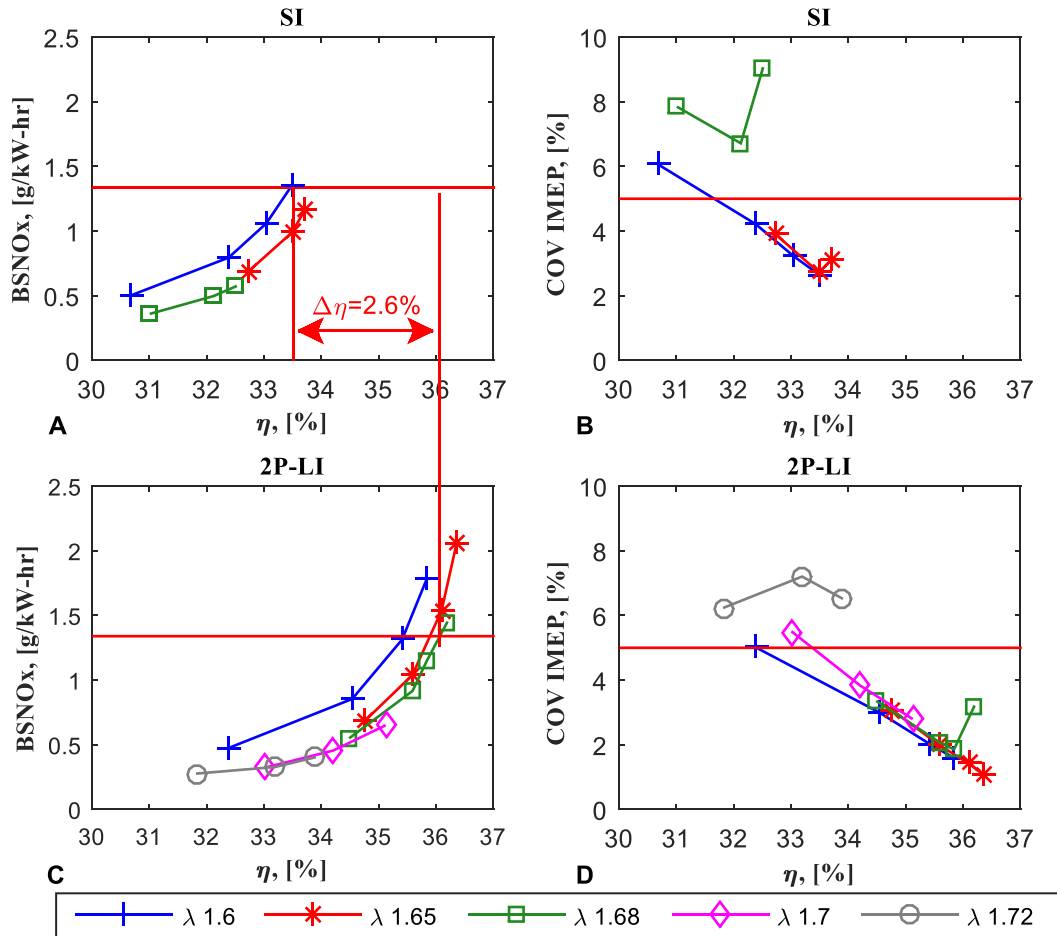 SI
2.5
2
1.5
1
0.5
0
BSNOx, [g/kW-hr]
Δη=2.6%
30 31 32 33 34 35 36 37
η, [%]
A
SI
10
8
6
4
2
0
COV IMEP, [%]
30 31 32 33 34 35 36 37
η, [%]
B
2P-LI
2.5
2
1.5
1
0.5
0
BSNOx, [g/kW-hr]
30 31 32 33 34 35 36 37
η, [%]
C
2P-LI
10
8
6
4
2
0
COV IMEP, [%]
30 31 32 33 34 35 36 37
η, [%]
D
λ 1.6 λ 1.65 λ 1.68 λ 1.7 λ 1.72